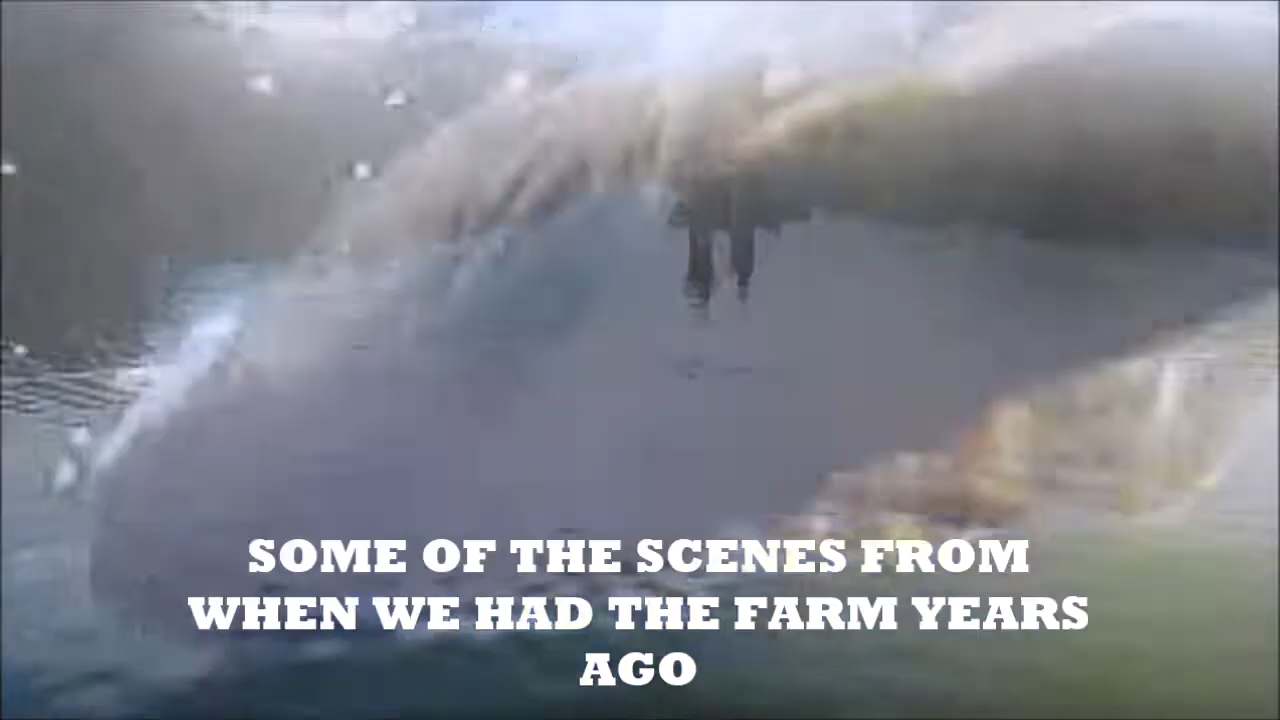 SOME OF THE SCENES FROM
WHEN WE HAD THE FARM YEARS
AGO